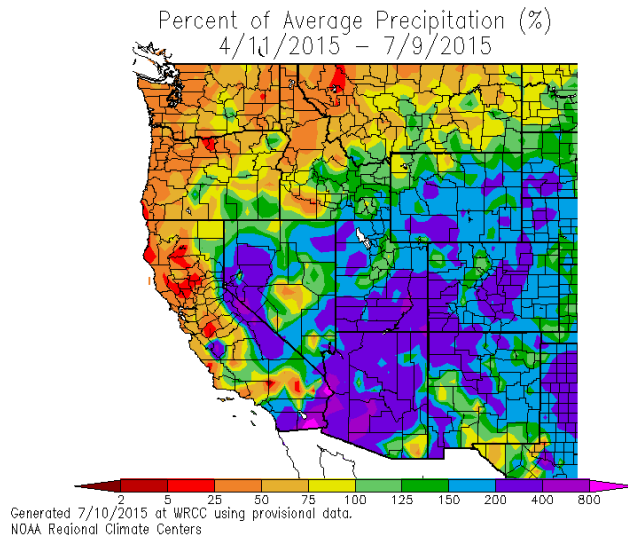 Percent of Average Precipitation (%)
4/11/2015 – 7/9/2015
2 5 25 50 75 100 125 150 200 400 800
Generated 7/10/2015 at WRCC using provisional data.
NOAA Regional Climate Centers